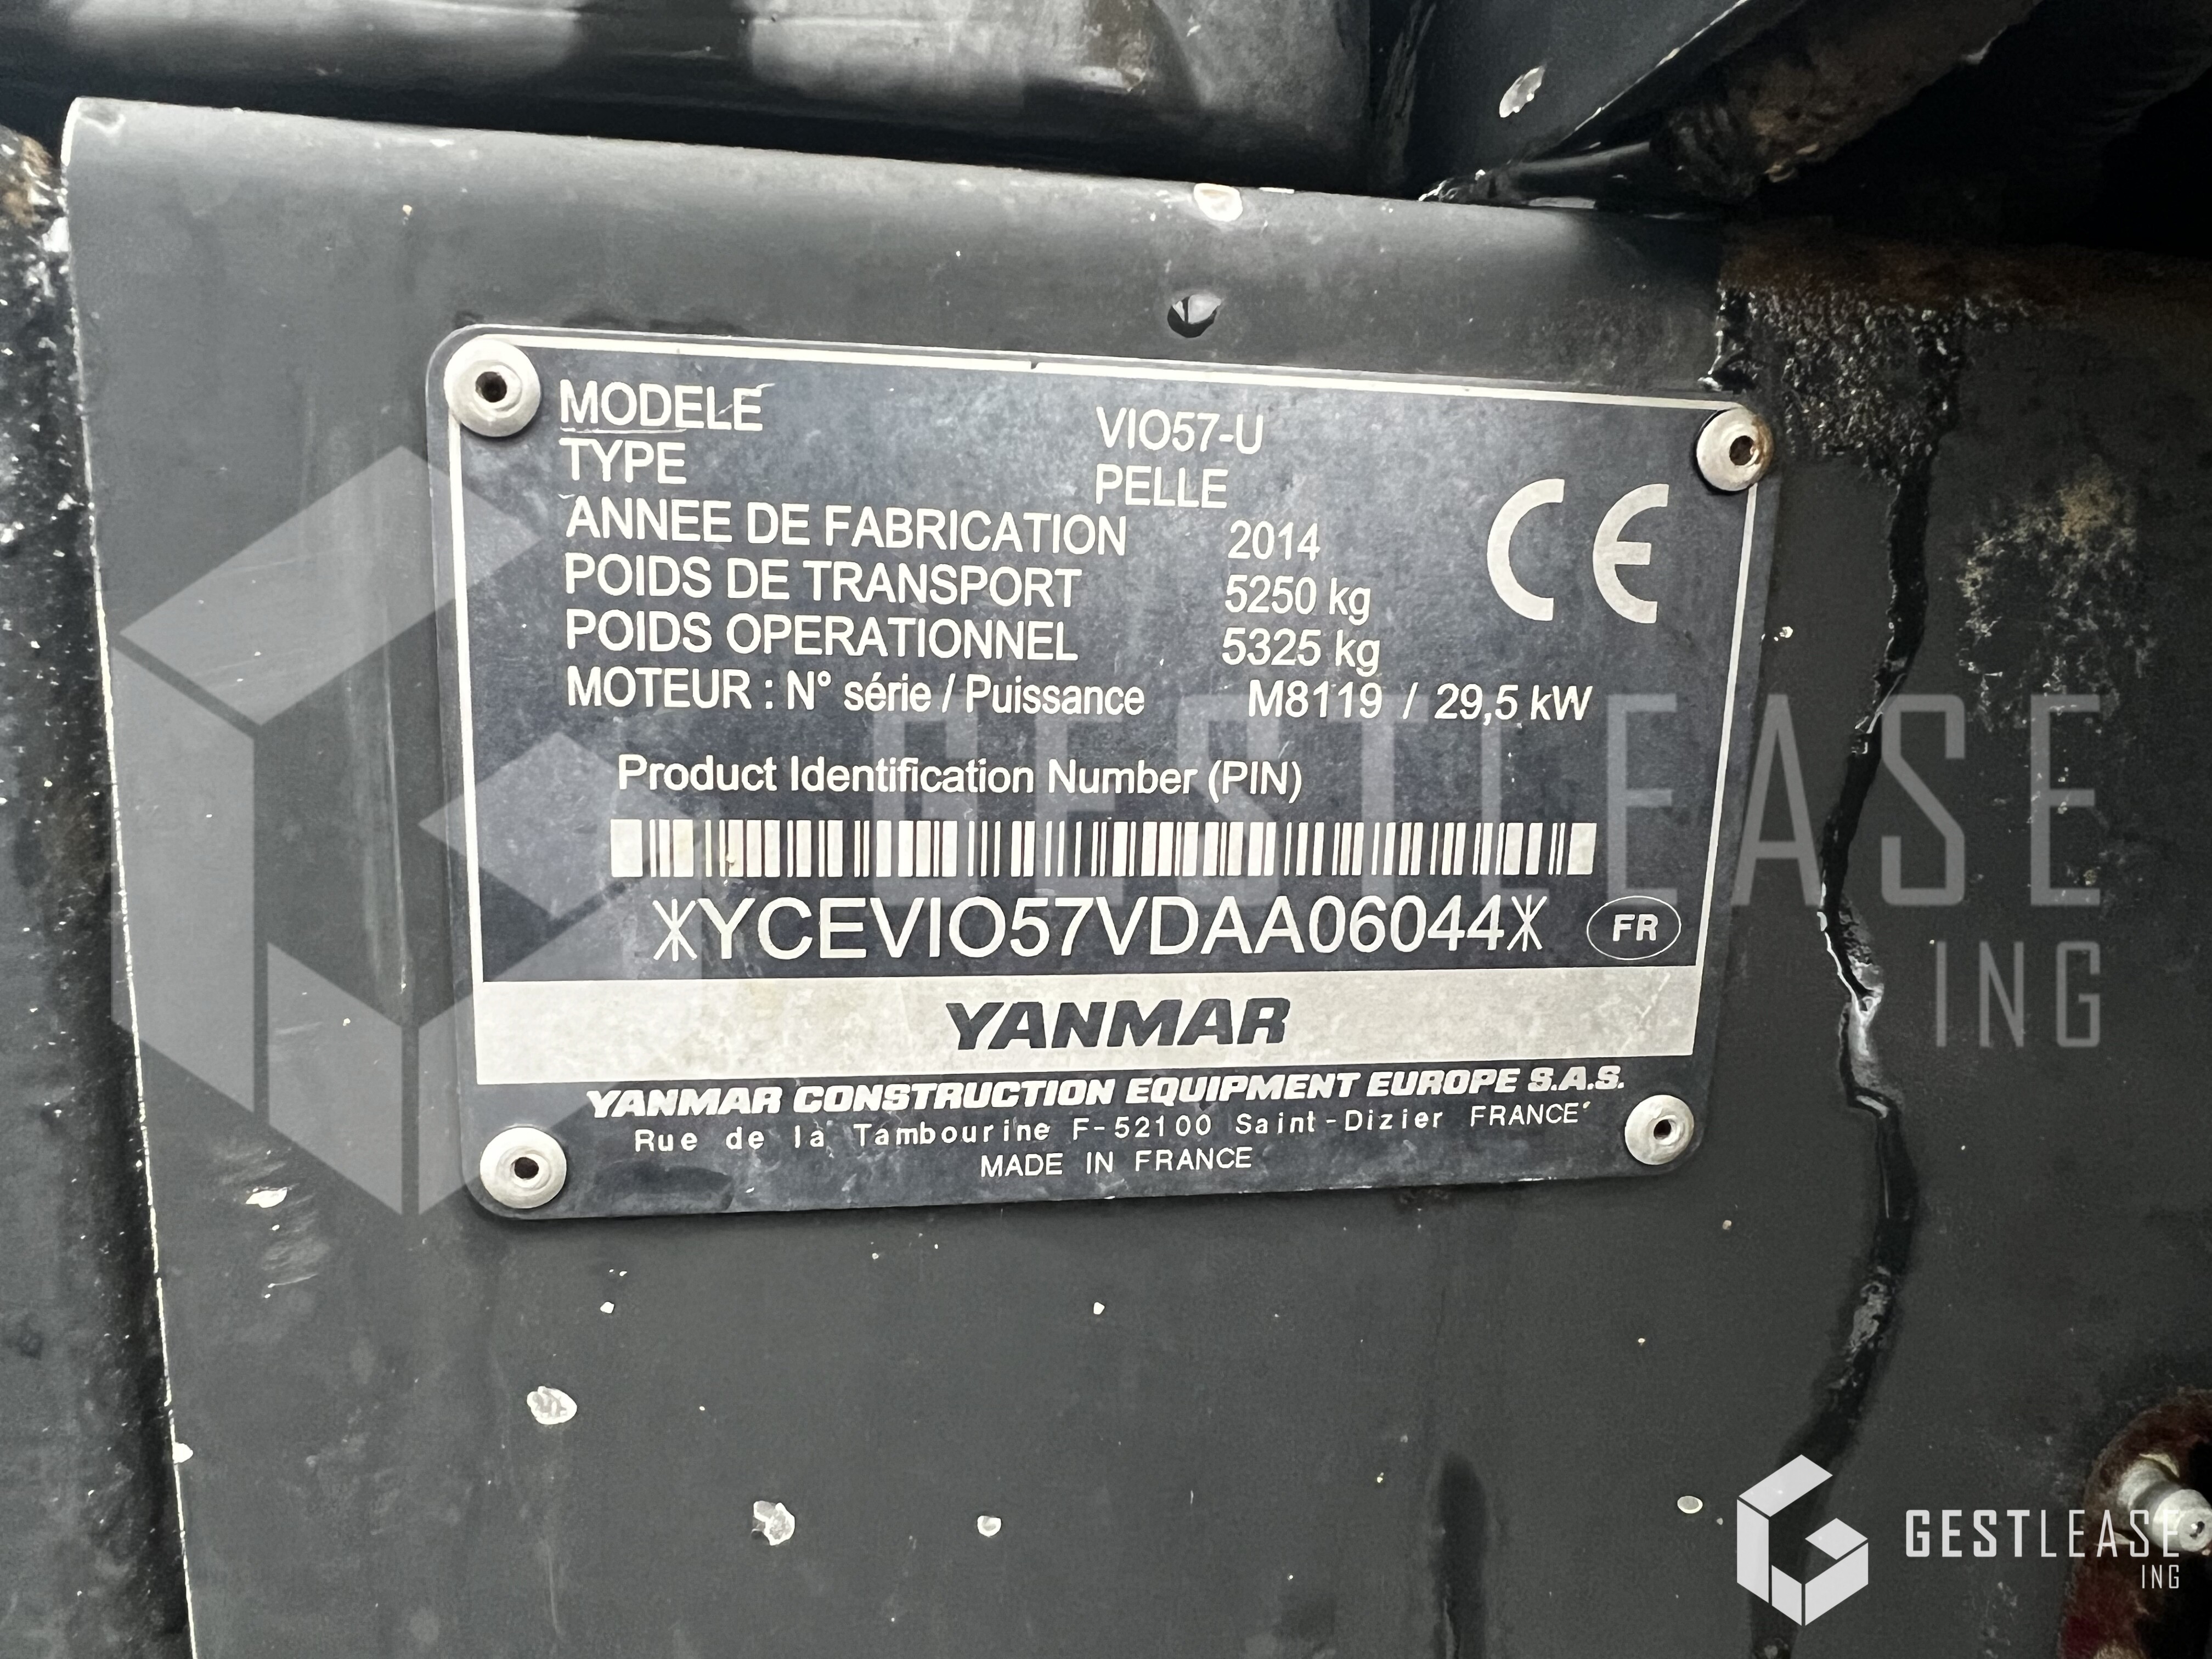 MODELE VIO57-U
TYPE PELLE
ANNEE DE FABRICATION 2014
POIDS DE TRANSPORT 5250 kg
POIDS OPERATIONNEL 5325 kg
MOTEUR : N° série / Puissance M8119 / 29,5 kW
CE
Product Identification Number (PIN)
*YCEVIO57VDAA06044*
FR
YANMAR
YANMAR CONSTRUCTION EQUIPMENT EUROPE S.A.S.
Rue de la Tambourine F-52100 Saint-Dizier FRANCE
MADE IN FRANCE
GESTLEASE
ING
GESTLEASE
ING